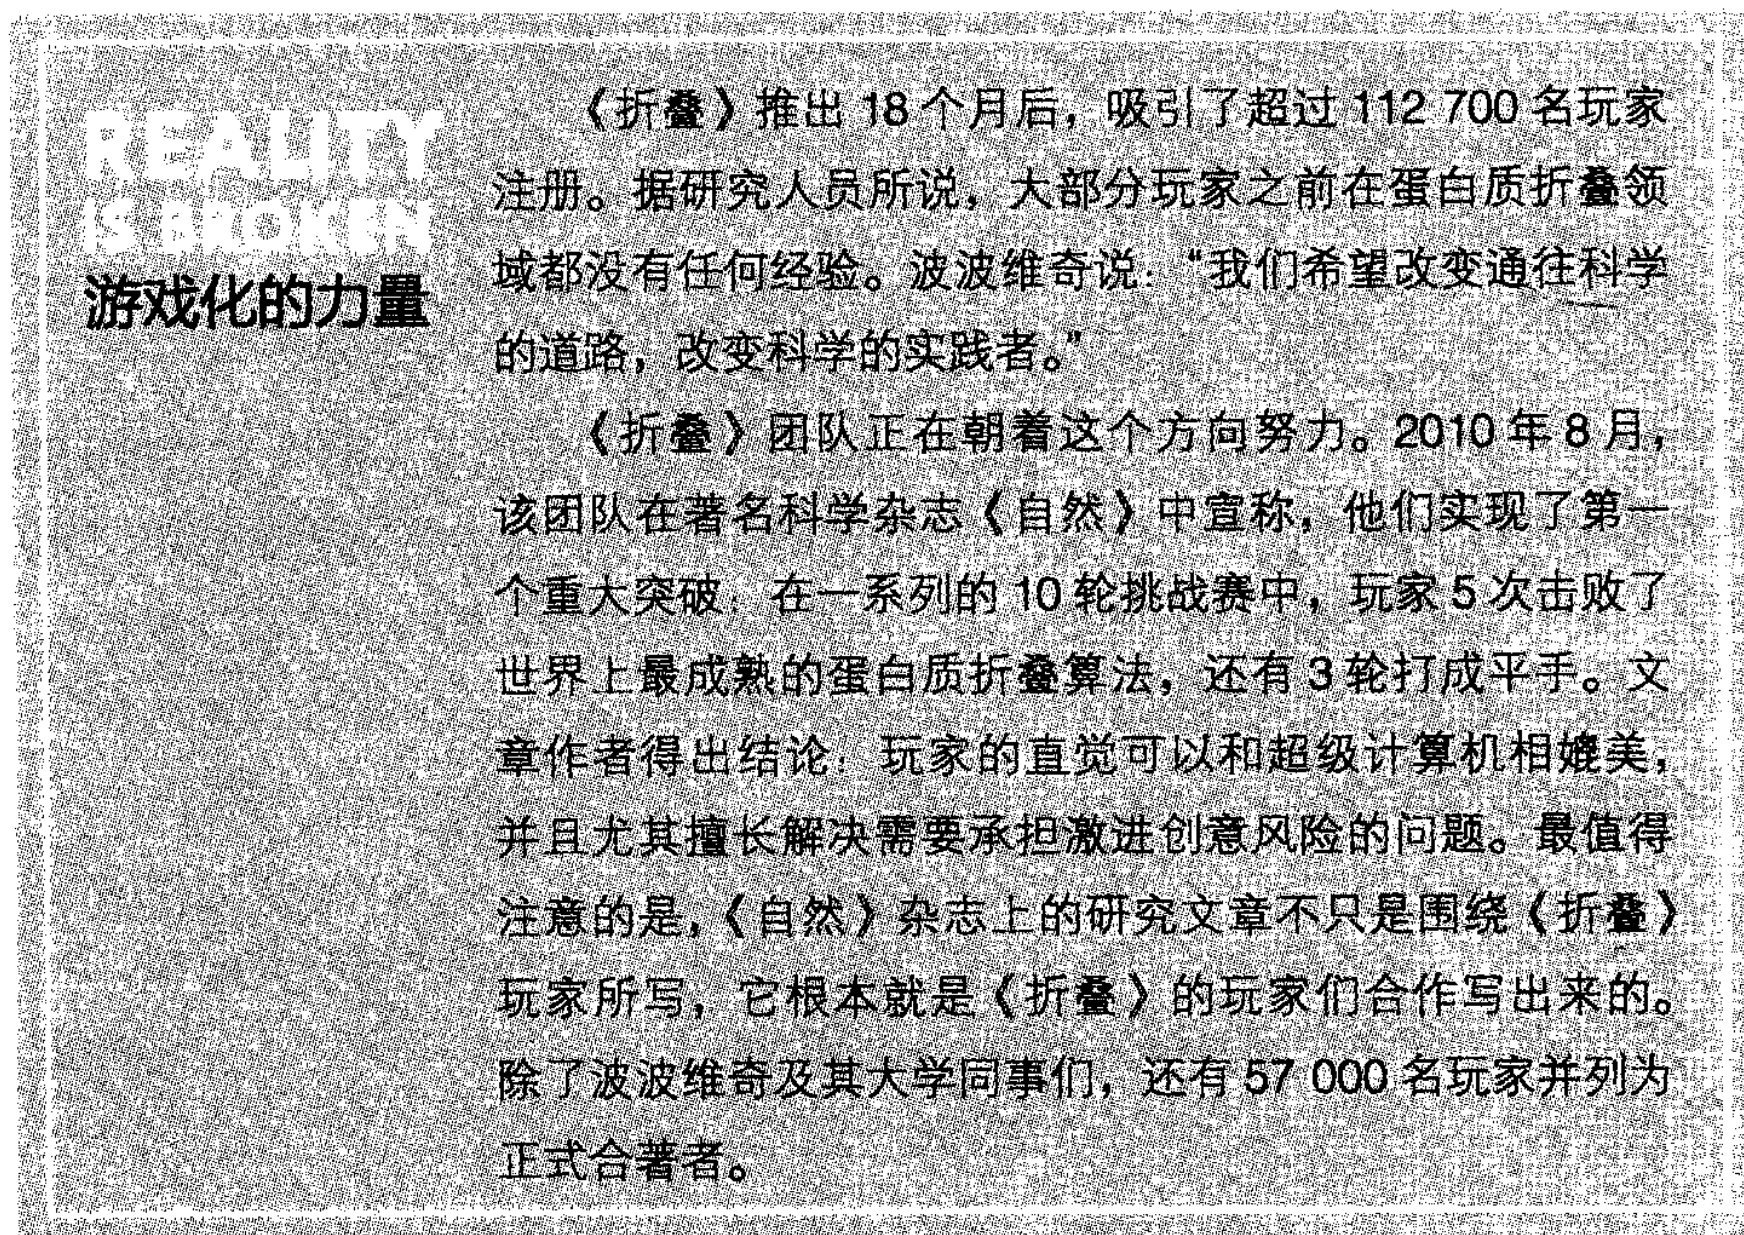 REALITY
IS BROKEN
游戏化的力量
《折叠》推出 18 个月后，吸引了超过 112 700 名玩家
注册。据研究人员所说，大部分玩家之前在蛋白质折叠领
域都没有任何经验。波波维奇说：“我们希望改变通往科学
的道路，改变科学的实践者。”
《折叠》团队正在朝着这个方向努力。2010 年 8 月，
该团队在著名科学杂志《自然》中宣称，他们实现了第一
个重大突破：在一系列的 10 轮挑战赛中，玩家 5 次击败了
世界上最成熟的蛋白质折叠算法，还有 3 轮打成平手。文
章作者得出结论：玩家的直觉可以和超级计算机相媲美，
并且尤其擅长解决需要承担激进创意风险的问题。最值得
注意的是，《自然》杂志上的研究文章不只是围绕《折叠》
玩家所写，它根本就是《折叠》的玩家们合作写出来的。
除了波波维奇及其大学同事们，还有 57 000 名玩家并列为
正式合著者。